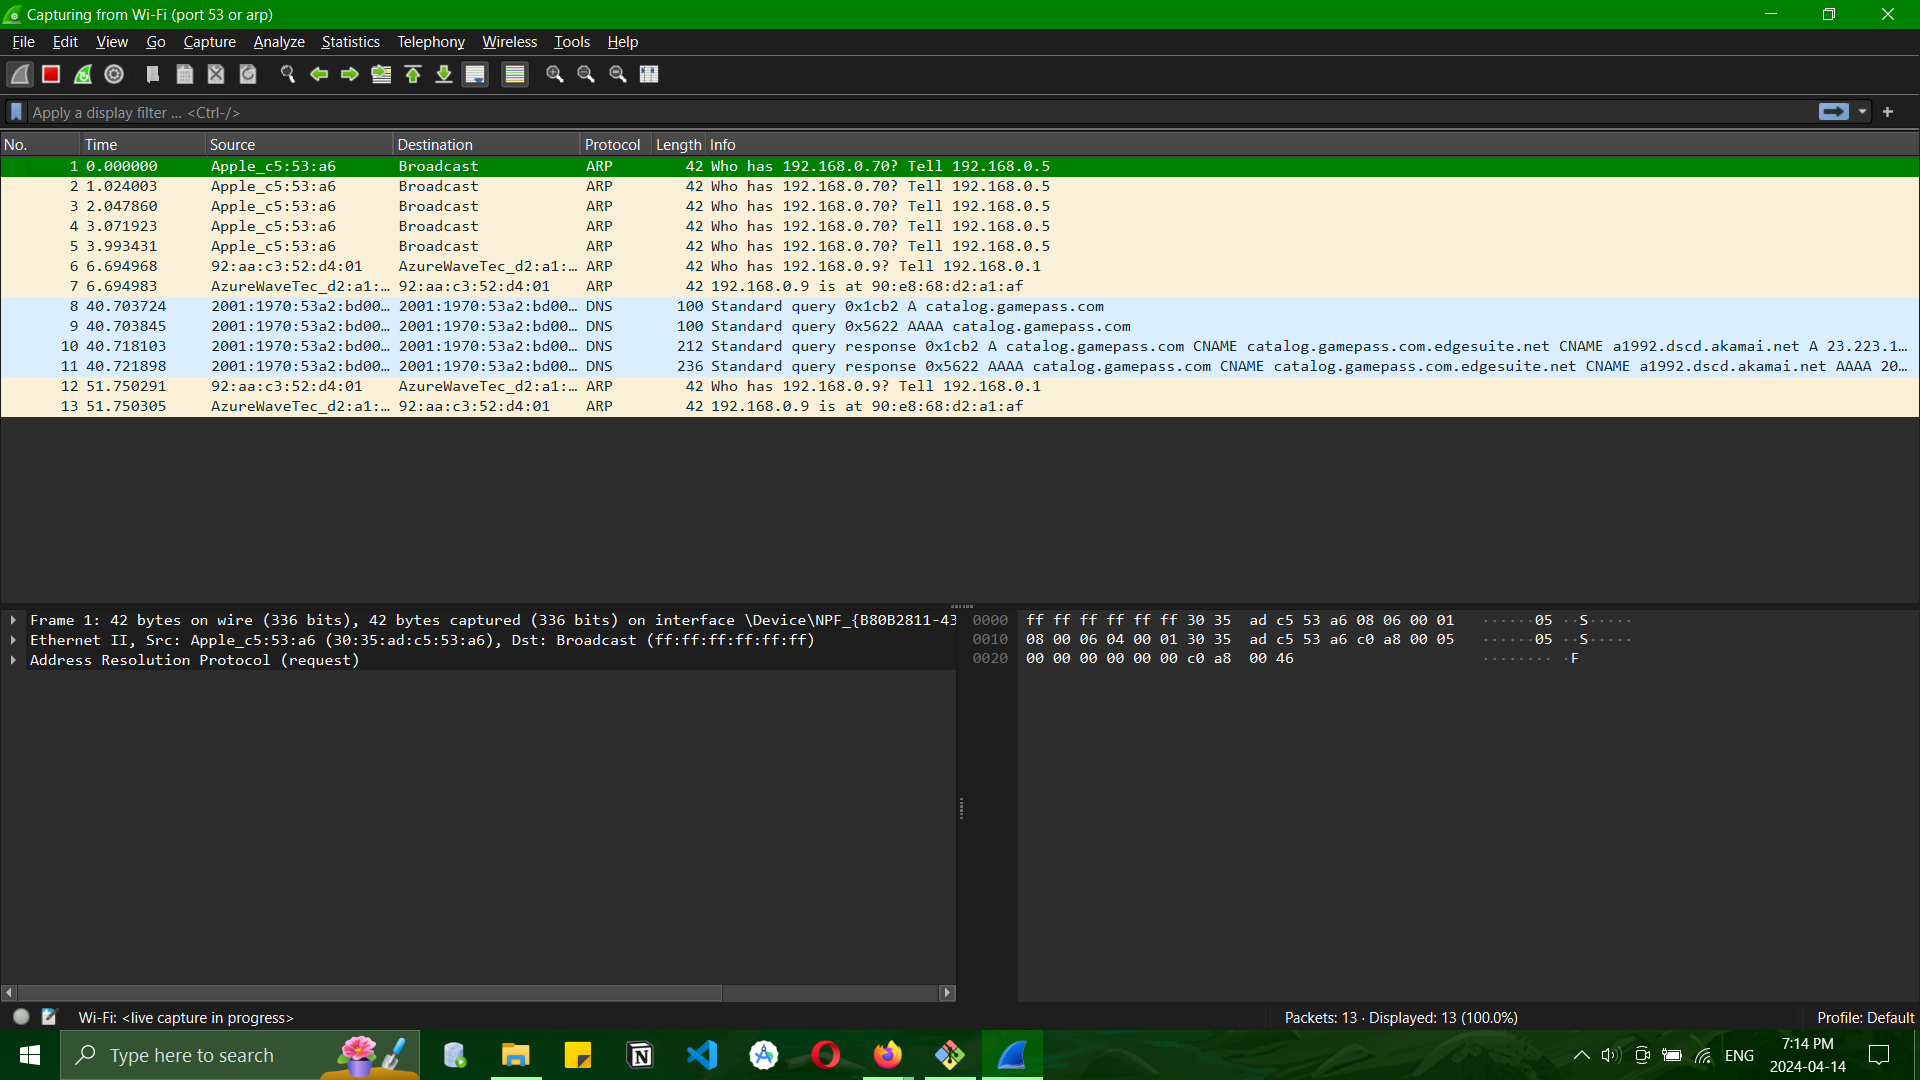 Capturing from Wi-Fi (port 53 or arp)
File Edit View Go Capture Analyze Statistics Telephony Wireless Tools Help
Apply a display filter ... <Ctrl-/>
No. Time Source Destination Protocol Length Info
1 0.000000 Apple_c5:53:a6 Broadcast ARP 42 Who has 192.168.0.70? Tell 192.168.0.5
2 1.024003 Apple_c5:53:a6 Broadcast ARP 42 Who has 192.168.0.70? Tell 192.168.0.5
3 2.047860 Apple_c5:53:a6 Broadcast ARP 42 Who has 192.168.0.70? Tell 192.168.0.5
4 3.071923 Apple_c5:53:a6 Broadcast ARP 42 Who has 192.168.0.70? Tell 192.168.0.5
5 3.993431 Apple_c5:53:a6 Broadcast ARP 42 Who has 192.168.0.70? Tell 192.168.0.5
6 6.694968 92:aa:c3:52:d4:01 AzureWaveTec_d2:a1:… ARP 42 Who has 192.168.0.9? Tell 192.168.0.1
7 6.694983 AzureWaveTec_d2:a1:… 92:aa:c3:52:d4:01 ARP 42 192.168.0.9 is at 90:e8:68:d2:a1:af
8 40.703724 2001:1970:53a2:bd00… 2001:1970:53a2:bd00… DNS 100 Standard query 0x1cb2 A catalog.gamepass.com
9 40.703845 2001:1970:53a2:bd00… 2001:1970:53a2:bd00… DNS 100 Standard query 0x5622 AAAA catalog.gamepass.com
10 40.718103 2001:1970:53a2:bd00… 2001:1970:53a2:bd00… DNS 212 Standard query response 0x1cb2 A catalog.gamepass.com CNAME catalog.gamepass.com.edgesuite.net CNAME a1992.dscd.akamai.net A 23.223.1…
11 40.721898 2001:1970:53a2:bd00… 2001:1970:53a2:bd00… DNS 236 Standard query response 0x5622 AAAA catalog.gamepass.com CNAME catalog.gamepass.com.edgesuite.net CNAME a1992.dscd.akamai.net AAAA 20…
12 51.750291 92:aa:c3:52:d4:01 AzureWaveTec_d2:a1:… ARP 42 Who has 192.168.0.9? Tell 192.168.0.1
13 51.750305 AzureWaveTec_d2:a1:… 92:aa:c3:52:d4:01 ARP 42 192.168.0.9 is at 90:e8:68:d2:a1:af
Frame 1: 42 bytes on wire (336 bits), 42 bytes captured (336 bits) on interface \Device\NPF_{B80B2811-43
Ethernet II, Src: Apple_c5:53:a6 (30:35:ad:c5:53:a6), Dst: Broadcast (ff:ff:ff:ff:ff:ff)
Address Resolution Protocol (request)
0000 ff ff ff ff ff ff 30 35 ad c5 53 a6 08 06 00 01 ······05 ··S·····
0010 08 00 06 04 00 01 30 35 ad c5 53 a6 c0 a8 00 05 ······05 ··S·····
0020 00 00 00 00 00 00 c0 a8 00 46 ········ ·F
Wi-Fi: <live capture in progress> Packets: 13 · Displayed: 13 (100.0%) Profile: Default
Type here to search
ENG
7:14 PM
2024-04-14